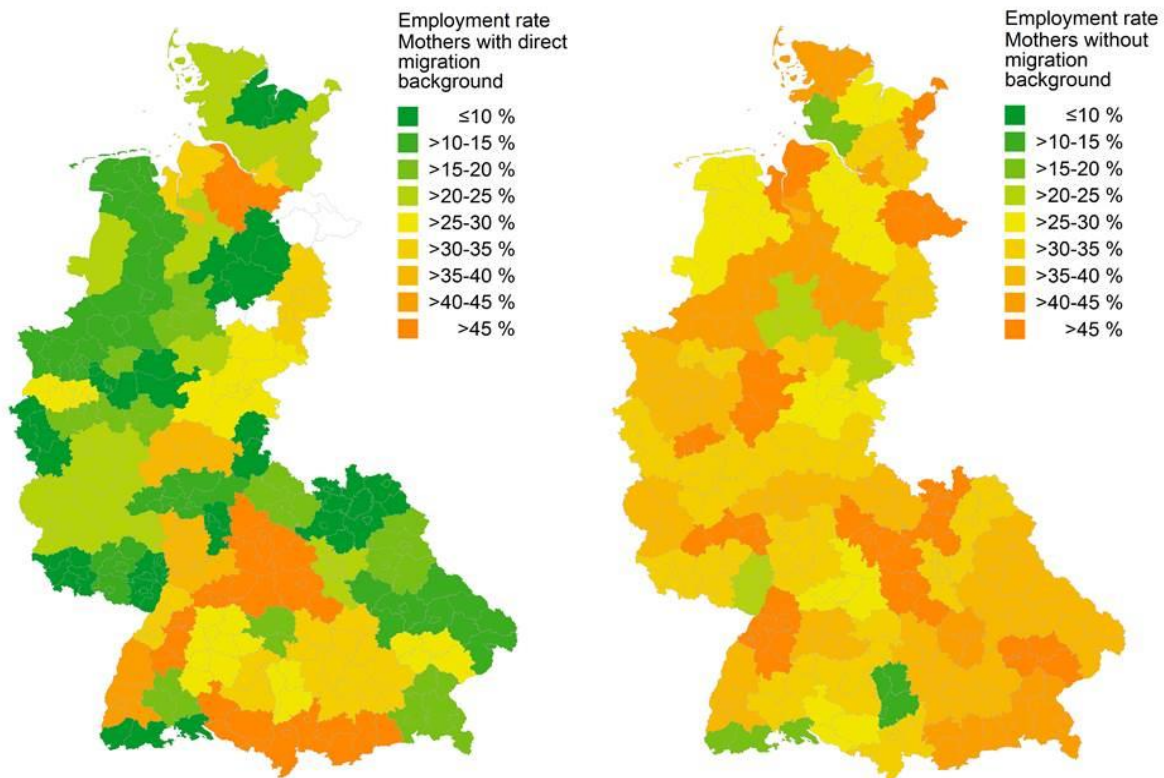 Employment rate
Mothers with direct
migration
background
≤10 %
>10-15 %
>15-20 %
>20-25 %
>25-30 %
>30-35 %
>35-40 %
>40-45 %
>45 %
Employment rate
Mothers without
migration
background
≤10 %
>10-15 %
>15-20 %
>20-25 %
>25-30 %
>30-35 %
>35-40 %
>40-45 %
>45 %